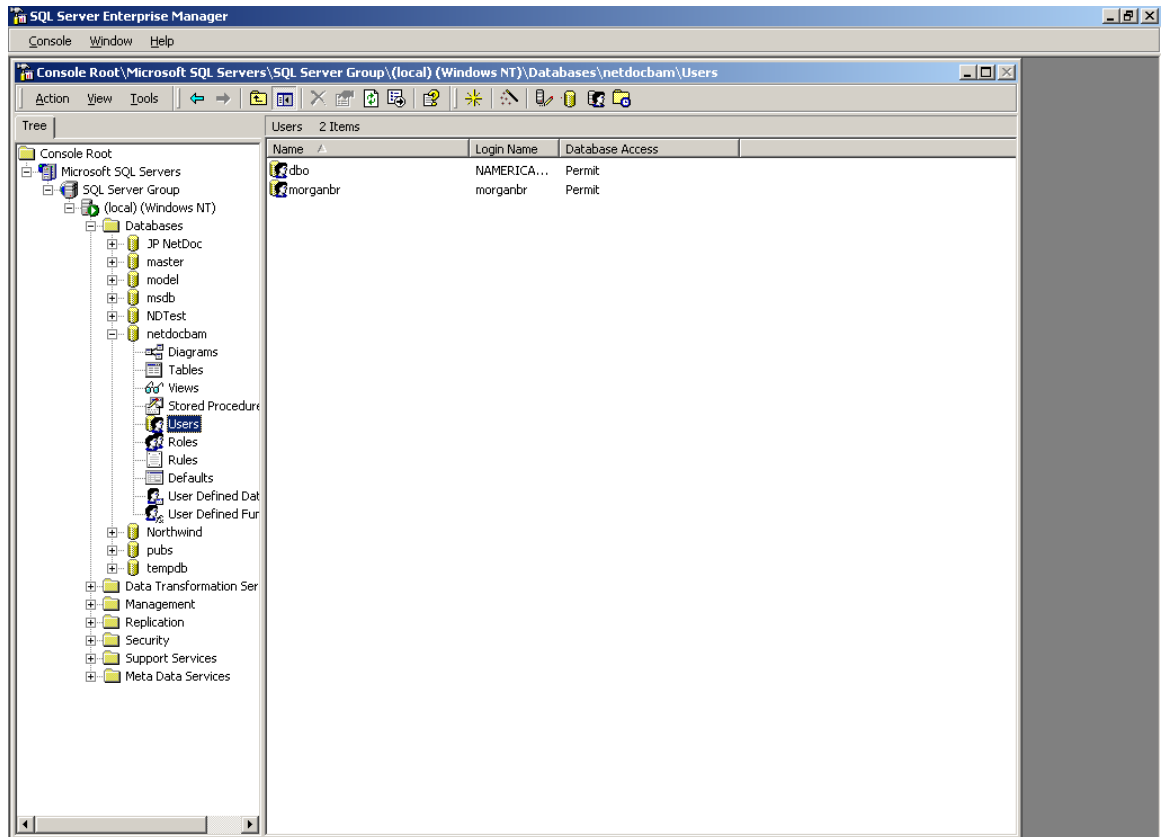 SQL Server Enterprise Manager
Console Window Help
Console Root\Microsoft SQL Servers\SQL Server Group\(local) (Windows NT)\Databases\netdocbam\Users
Action View Tools
Tree
Users 2 Items
Console Root
Microsoft SQL Servers
SQL Server Group
(local) (Windows NT)
Databases
JP NetDoc
master
model
msdb
NDTest
netdocbam
Diagrams
Tables
Views
Stored Procedure
Users
Roles
Rules
Defaults
User Defined Dat
User Defined Fur
Northwind
pubs
tempdb
Data Transformation Ser
Management
Replication
Security
Support Services
Meta Data Services
Name Login Name Database Access
dbo NAMERICA... Permit
morganbr morganbr Permit